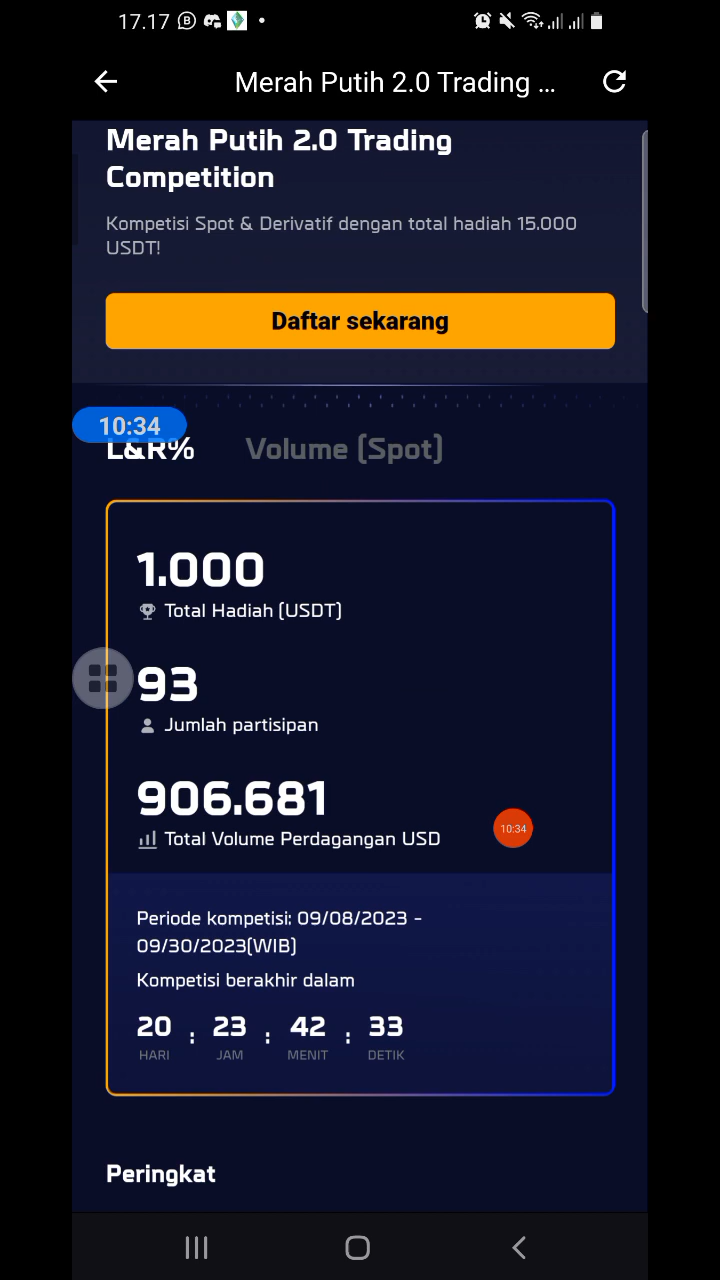 17.17
Merah Putih 2.0 Trading ...
Merah Putih 2.0 Trading
Competition
Kompetisi Spot & Derivatif dengan total hadiah 15.000
USDT!
Daftar sekarang
10:34
L&R% Volume (Spot)
1.000
Total Hadiah (USDT)
93
Jumlah partisipan
906.681
Total Volume Perdagangan USD
10:34
Periode kompetisi: 09/08/2023 -
09/30/2023(WIB)
Kompetisi berakhir dalam
20 : 23 : 42 : 33
HARI JAM MENIT DETIK
Peringkat